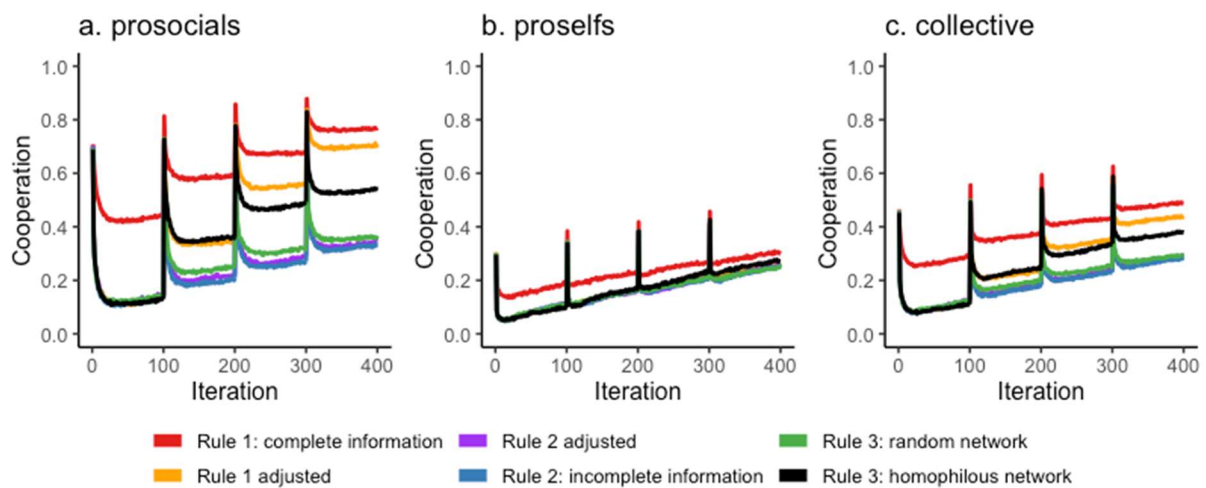 a. prosocials
b. proselfs
c. collective
Cooperation
1.0
0.8
0.6
0.4
0.2
0.0
0 100 200 300 400
Iteration
Cooperation
1.0
0.8
0.6
0.4
0.2
0.0
0 100 200 300 400
Iteration
Cooperation
1.0
0.8
0.6
0.4
0.2
0.0
0 100 200 300 400
Iteration
Rule 1: complete information
Rule 2 adjusted
Rule 3: random network
Rule 1 adjusted
Rule 2: incomplete information
Rule 3: homophilous network